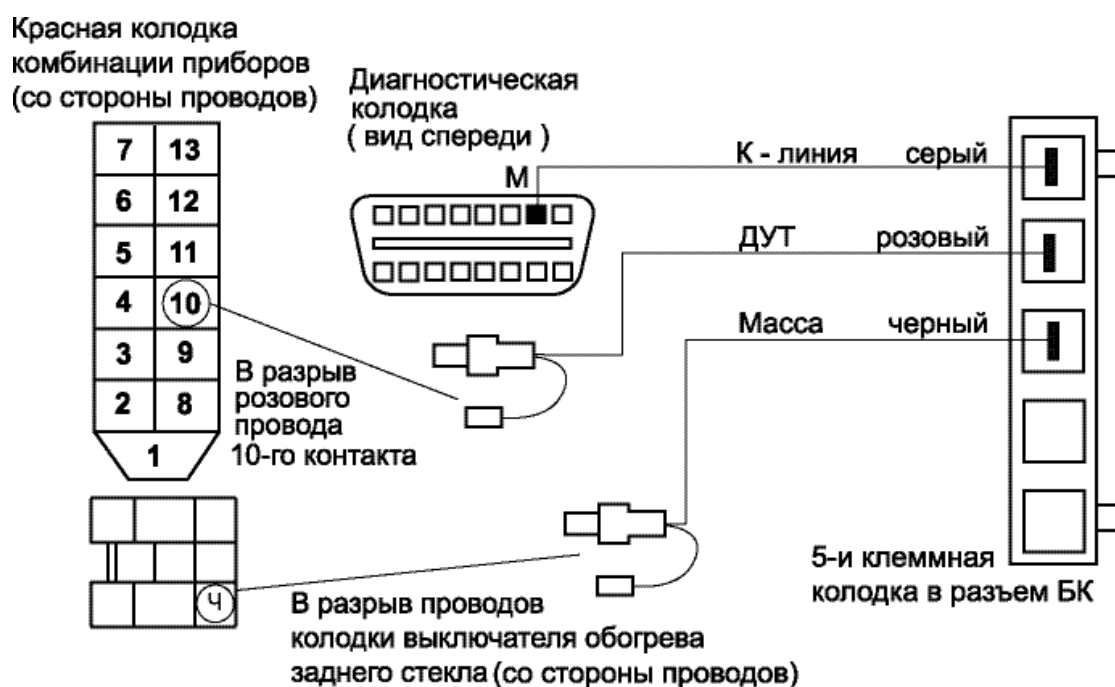 Красная колодка
комбинации приборов
(со стороны проводов)
Диагностическая
колодка
( вид спереди )
М
К - линия серый
ДУТ розовый
Масса черный
7 13
6 12
5 11
4 10
3 9
2 8
1
В разрыв
розового
провода
10-го контакта
Ч
В разрыв проводов
колодки выключателя обогрева
заднего стекла (со стороны проводов)
5-и клеммная
колодка в разъем БК